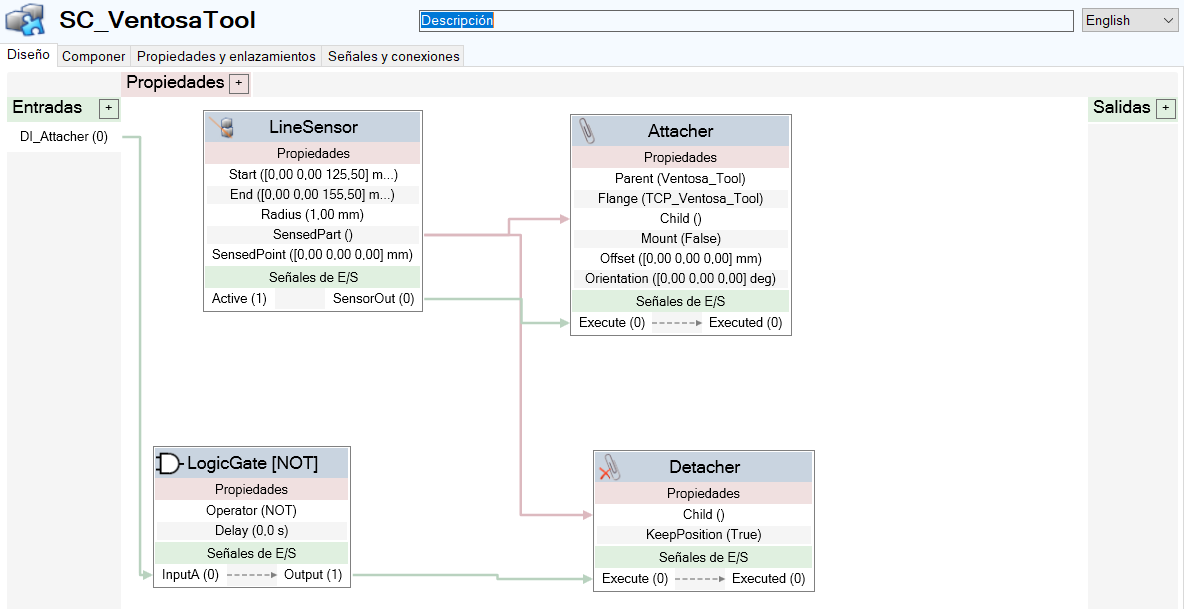 SC_VentosaTool
Descripción
English
Diseño
Componer
Propiedades y enlazamientos
Señales y conexiones
Propiedades +
Entradas +
Salidas +
DI_Attacher (0)
LineSensor
Propiedades
Start ([0,00 0,00 125,50] m...)
End ([0,00 0,00 155,50] m...)
Radius (1,00 mm)
SensedPart ()
SensedPoint ([0,00 0,00 0,00] mm)
Señales de E/S
Active (1)
SensorOut (0)
Attacher
Propiedades
Parent (Ventosa_Tool)
Flange (TCP_Ventosa_Tool)
Child ()
Mount (False)
Offset ([0,00 0,00 0,00] mm)
Orientation ([0,00 0,00 0,00] deg)
Señales de E/S
Execute (0)
Executed (0)
LogicGate [NOT]
Propiedades
Operator (NOT)
Delay (0,0 s)
Señales de E/S
InputA (0)
Output (1)
Detacher
Propiedades
Child ()
KeepPosition (True)
Señales de E/S
Execute (0)
Executed (0)